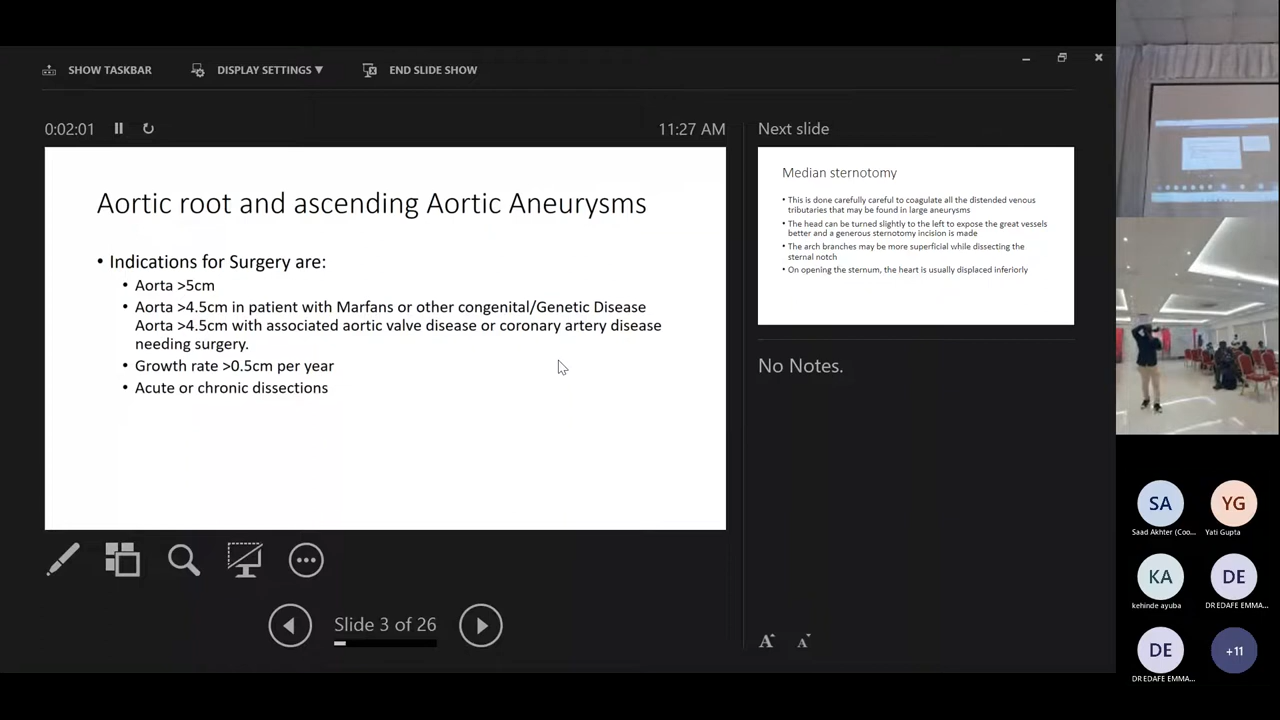 SHOW TASKBAR
DISPLAY SETTINGS ▼
END SLIDE SHOW
0:02:01
11:27 AM
Aortic root and ascending Aortic Aneurysms
• Indications for Surgery are:
• Aorta >5cm
• Aorta >4.5cm in patient with Marfans or other congenital/Genetic Disease
Aorta >4.5cm with associated aortic valve disease or coronary artery disease
needing surgery.
• Growth rate >0.5cm per year
• Acute or chronic dissections
Slide 3 of 26
Next slide
Median sternotomy
• This is done carefully careful to coagulate all the distended venous
tributaries that may be found in large aneurysms
• The head can be turned slightly to the left to expose the great vessels
better and a generous sternotomy incision is made
• The arch branches may be more superficial while dissecting the
sternal notch
• On opening the sternum, the heart is usually displaced inferiorly
No Notes.
A A
SA
Saad Akhter (Coo...
YG
Yati Gupta
KA
kehinde ayuba
DE
DR EDAFE EMMA...
DE
DR EDAFE EMMA...
+11